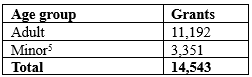 Age group Grants
Adult 11,192
Minor⁵ 3,351
Total 14,543